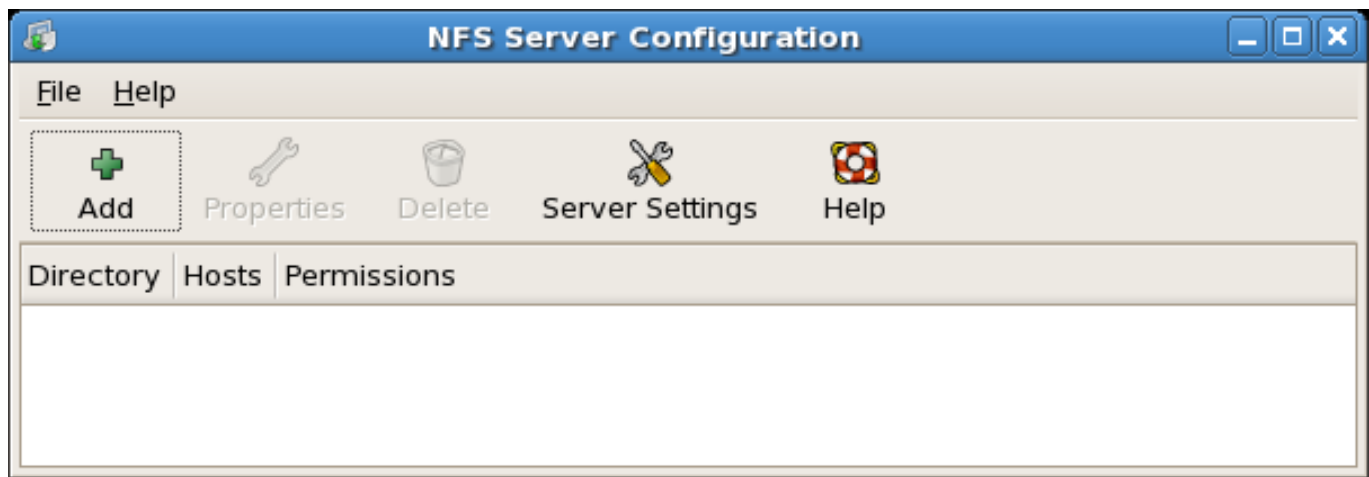 NFS Server Configuration
File Help
Add Properties Delete Server Settings Help
Directory Hosts Permissions